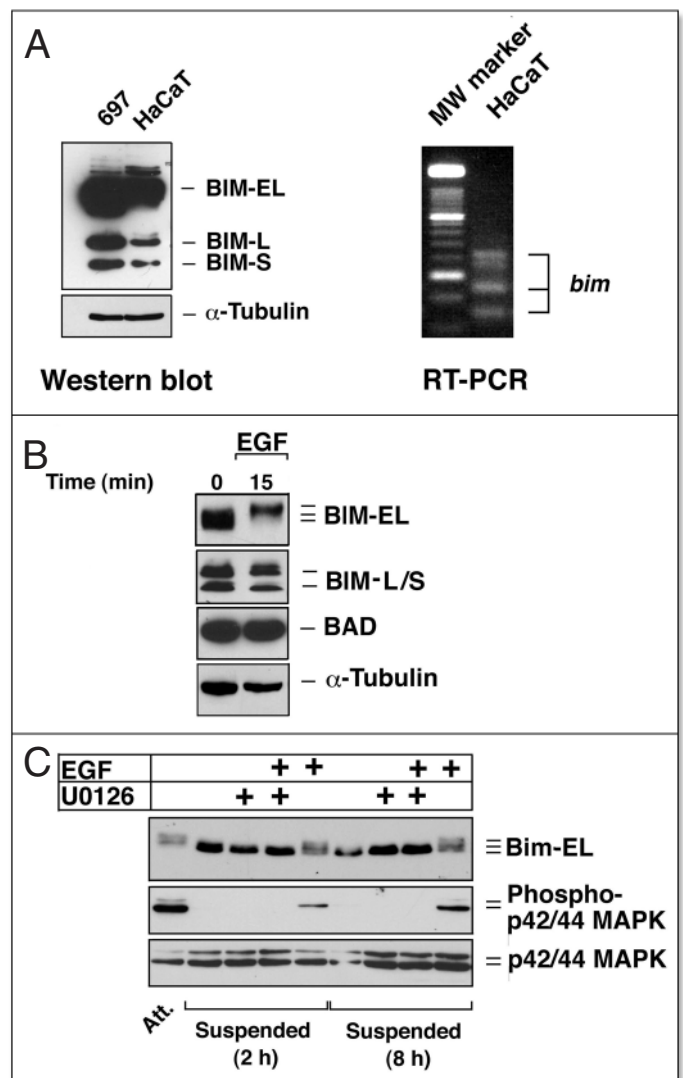 A
697 HaCaT
MW marker HaCaT
BIM-EL
BIM-L
BIM-S
α-Tubulin
bim
Western blot
RT-PCR
B
EGF
Time (min) 0 15
BIM-EL
BIM-L/S
BAD
α-Tubulin
C
EGF + + + +
U0126 + + + +
Bim-EL
Phospho-
p42/44 MAPK
p42/44 MAPK
Att.
Suspended Suspended
(2 h) (8 h)